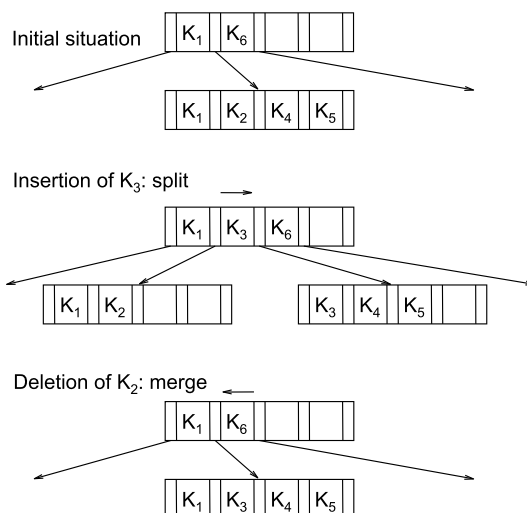 Initial situation
K1 K6
K1 K2 K4 K5
Insertion of K3: split
K1 K3 K6
K1 K2
K3 K4 K5
Deletion of K2: merge
K1 K6
K1 K3 K4 K5